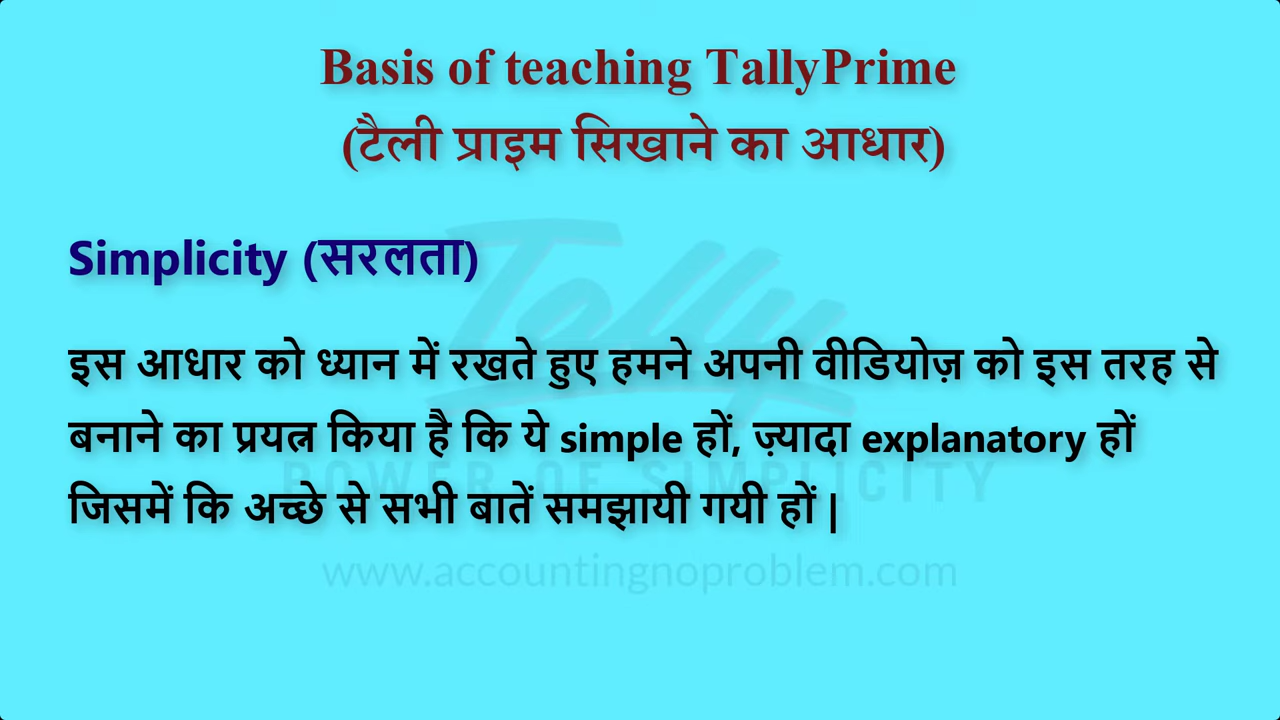 Basis of teaching TallyPrime
(टैली प्राइम सिखाने का आधार)
Simplicity (सरलता)
Tally
इस आधार को ध्यान में रखते हुए हमने अपनी वीडियोज़ को इस तरह से
बनाने का प्रयत्न किया है कि ये simple हों, ज़्यादा explanatory हों
POWER OF SIMPLICITY
जिसमें कि अच्छे से सभी बातें समझायी गयी हों |
www.accountingnoproblem.com